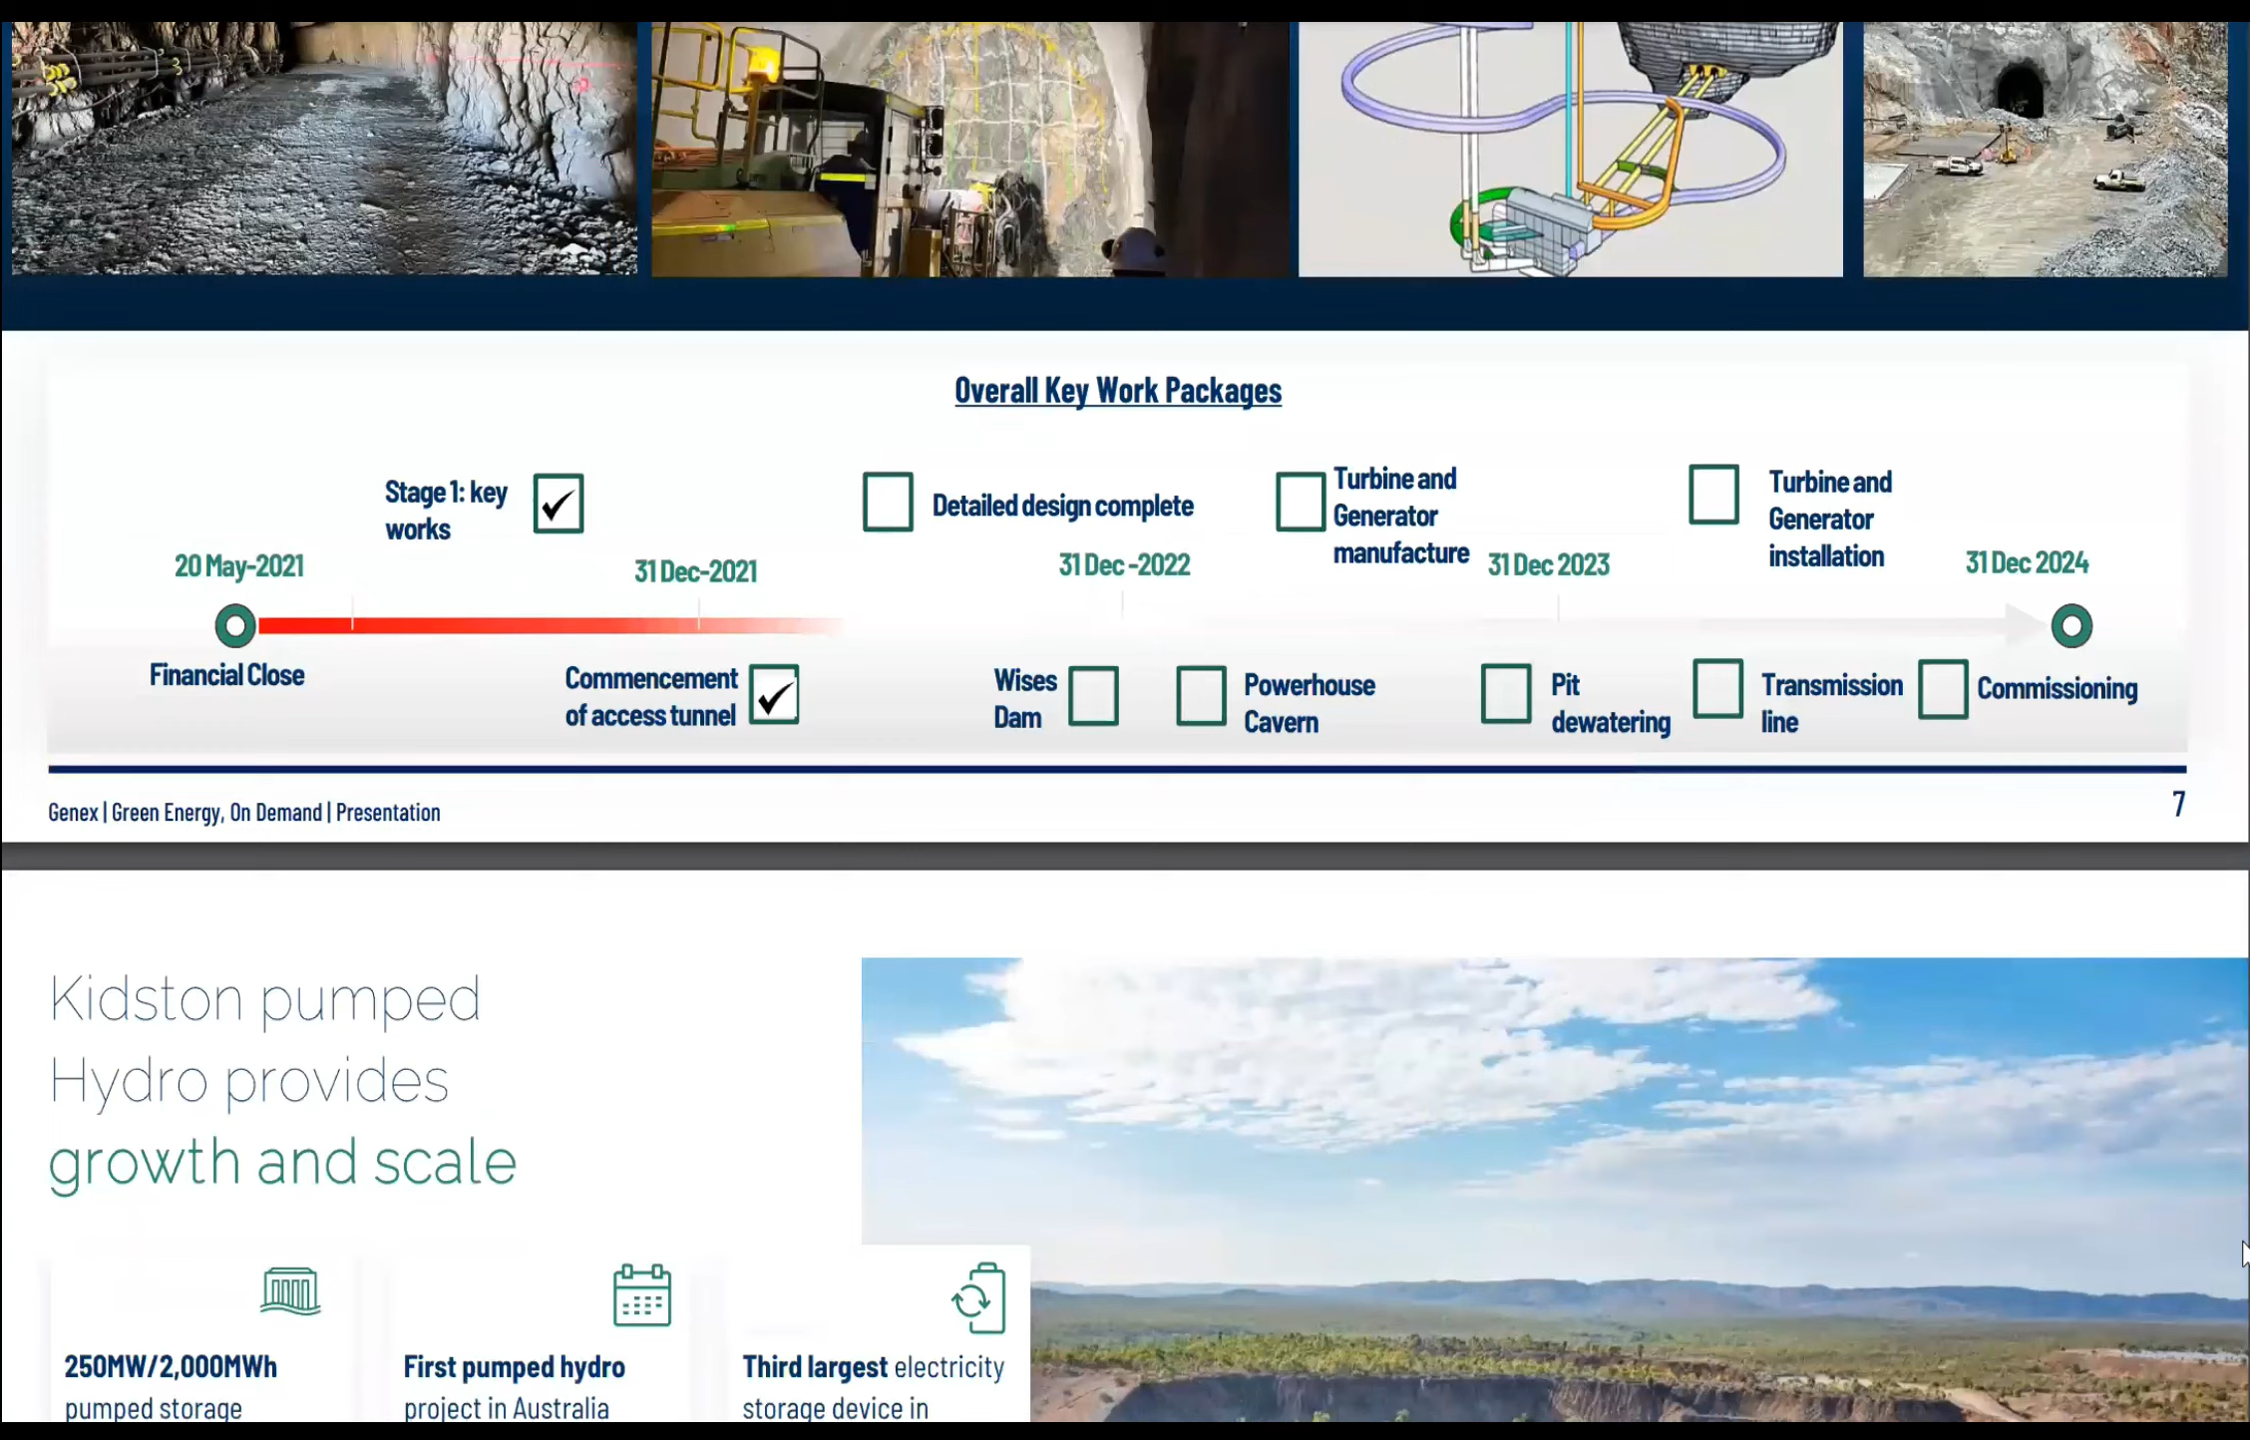 Overall Key Work Packages
Stage 1: key
works
Detailed design complete
Turbine and
Generator
manufacture
Turbine and
Generator
installation
20 May-2021
31 Dec-2021
31 Dec -2022
31 Dec 2023
31 Dec 2024
Financial Close
Commencement
of access tunnel
Wises
Dam
Powerhouse
Cavern
Pit
dewatering
Transmission
line
Commissioning
Genex | Green Energy, On Demand | Presentation
7
Kidston pumped
Hydro provides
growth and scale
250MW/2,000MWh
pumped storage
First pumped hydro
project in Australia
Third largest electricity
storage device in